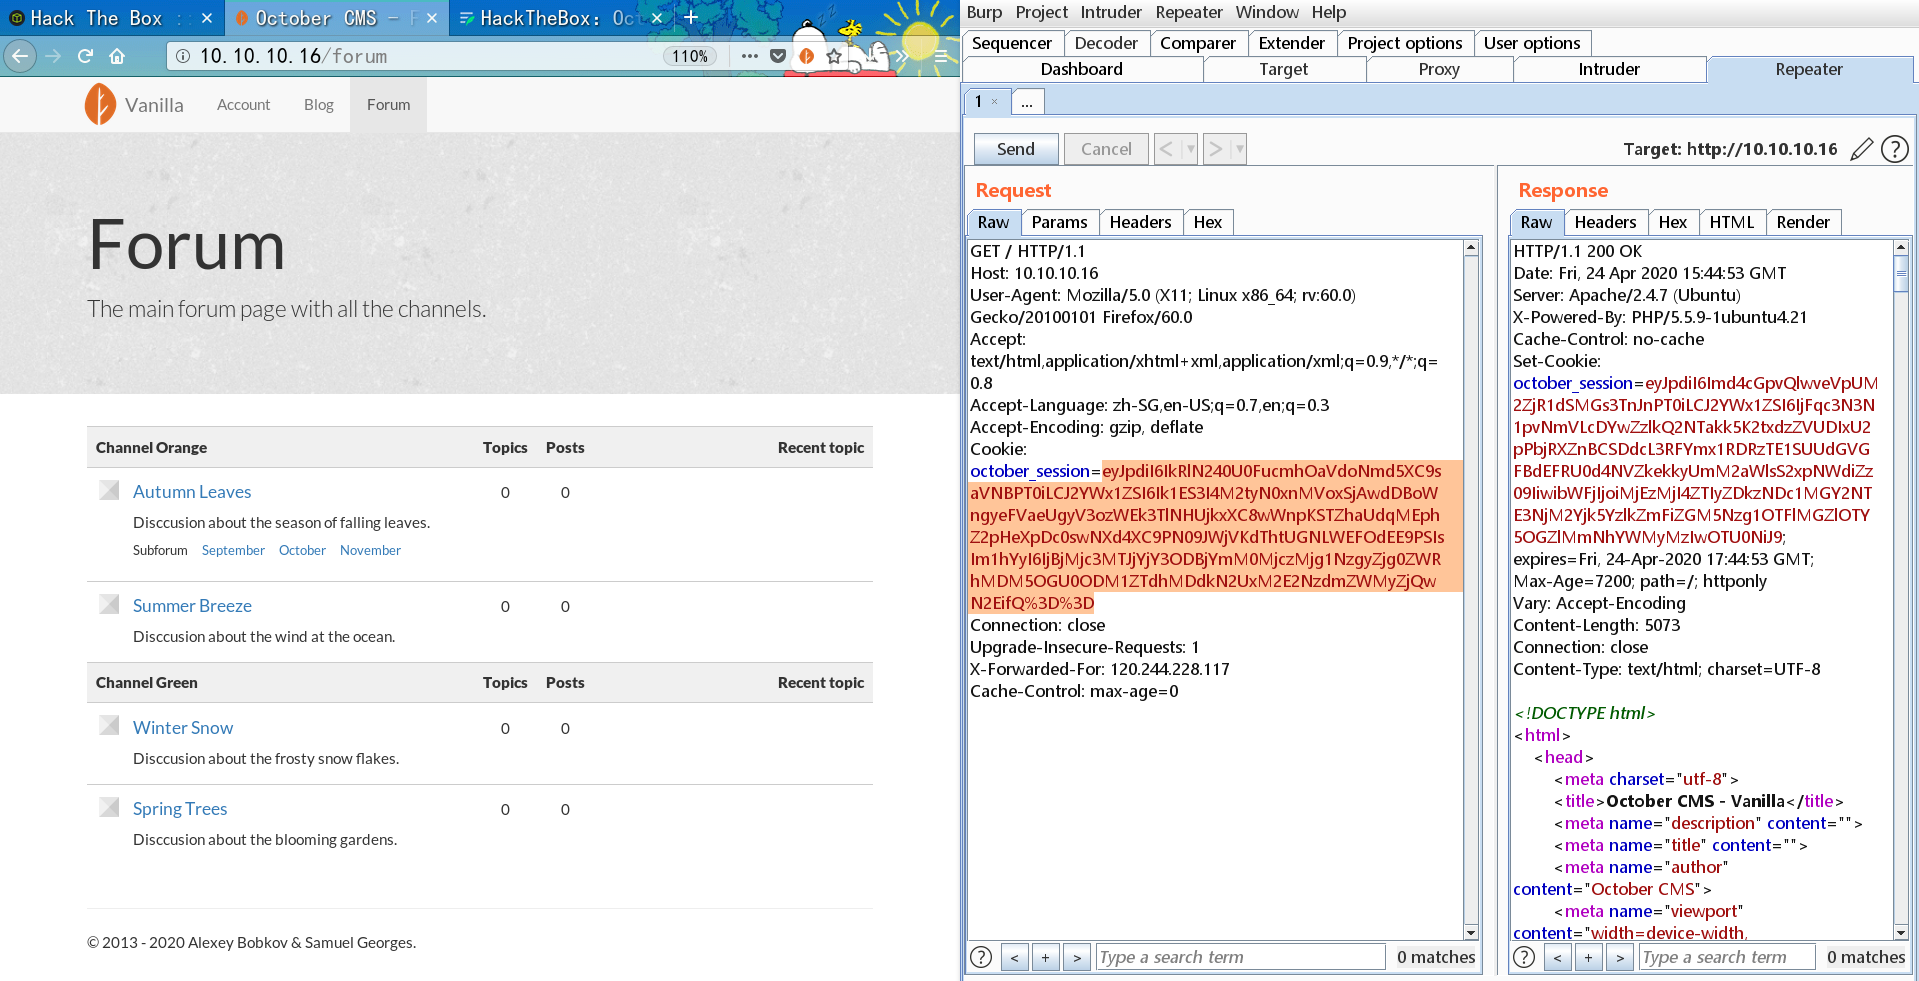 Hack The Box ::
October CMS – F
HackTheBox: Oct
10.10.10.16/forum
110%
Vanilla
Account
Blog
Forum
Forum
The main forum page with all the channels.
Channel Orange Topics Posts Recent topic
Autumn Leaves 0 0
Disccusion about the season of falling leaves.
Subforum September October November
Summer Breeze 0 0
Disccusion about the wind at the ocean.
Channel Green Topics Posts Recent topic
Winter Snow 0 0
Disccusion about the frosty snow flakes.
Spring Trees 0 0
Disccusion about the blooming gardens.
© 2013 - 2020 Alexey Bobkov & Samuel Georges.
Burp Project Intruder Repeater Window Help
Sequencer Decoder Comparer Extender Project options User options
Dashboard Target Proxy Intruder Repeater
1 × ...
Send Cancel < > Target: http://10.10.10.16
Request
Raw Params Headers Hex
GET / HTTP/1.1
Host: 10.10.10.16
User-Agent: Mozilla/5.0 (X11; Linux x86_64; rv:60.0)
Gecko/20100101 Firefox/60.0
Accept:
text/html,application/xhtml+xml,application/xml;q=0.9,*/*;q=
0.8
Accept-Language: zh-SG,en-US;q=0.7,en;q=0.3
Accept-Encoding: gzip, deflate
Cookie:
october_session=
Connection: close
Upgrade-Insecure-Requests: 1
X-Forwarded-For: 120.244.228.117
Cache-Control: max-age=0
? < + > Type a search term 0 matches
Response
Raw Headers Hex HTML Render
HTTP/1.1 200 OK
Date: Fri, 24 Apr 2020 15:44:53 GMT
Server: Apache/2.4.7 (Ubuntu)
X-Powered-By: PHP/5.5.9-1ubuntu4.21
Cache-Control: no-cache
Set-Cookie:
october_session=
expires=Fri, 24-Apr-2020 17:44:53 GMT;
Max-Age=7200; path=/; httponly
Vary: Accept-Encoding
Content-Length: 5073
Connection: close
Content-Type: text/html; charset=UTF-8
<!DOCTYPE html>
<html>
<head>
<meta charset="utf-8">
<title>October CMS - Vanilla</title>
<meta name="description" content="">
<meta name="title" content="">
<meta name="author"
content="October CMS">
<meta name="viewport"
content="width=device-width,
? < + > Type a search term 0 matches